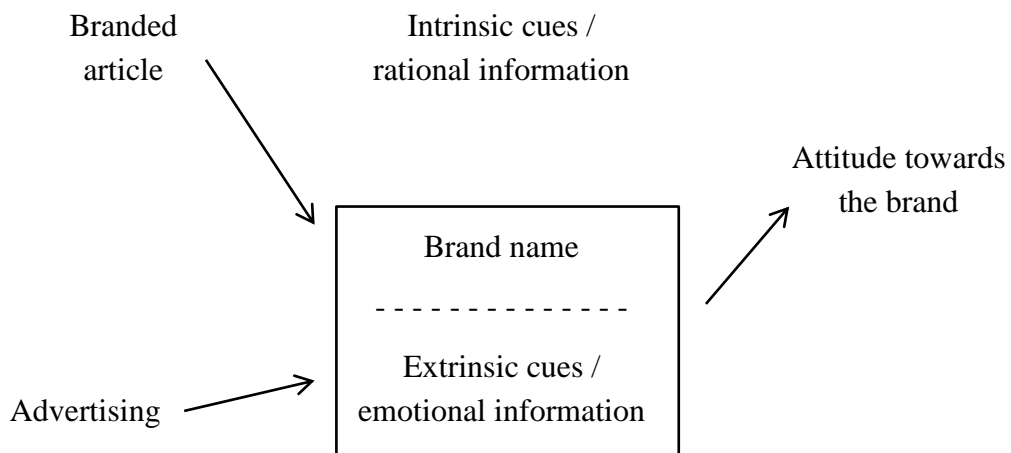 Branded
article
Intrinsic cues /
rational information
Attitude towards
the brand
Brand name
- - - - - - - - - - - - - -
Extrinsic cues /
emotional information
Advertising